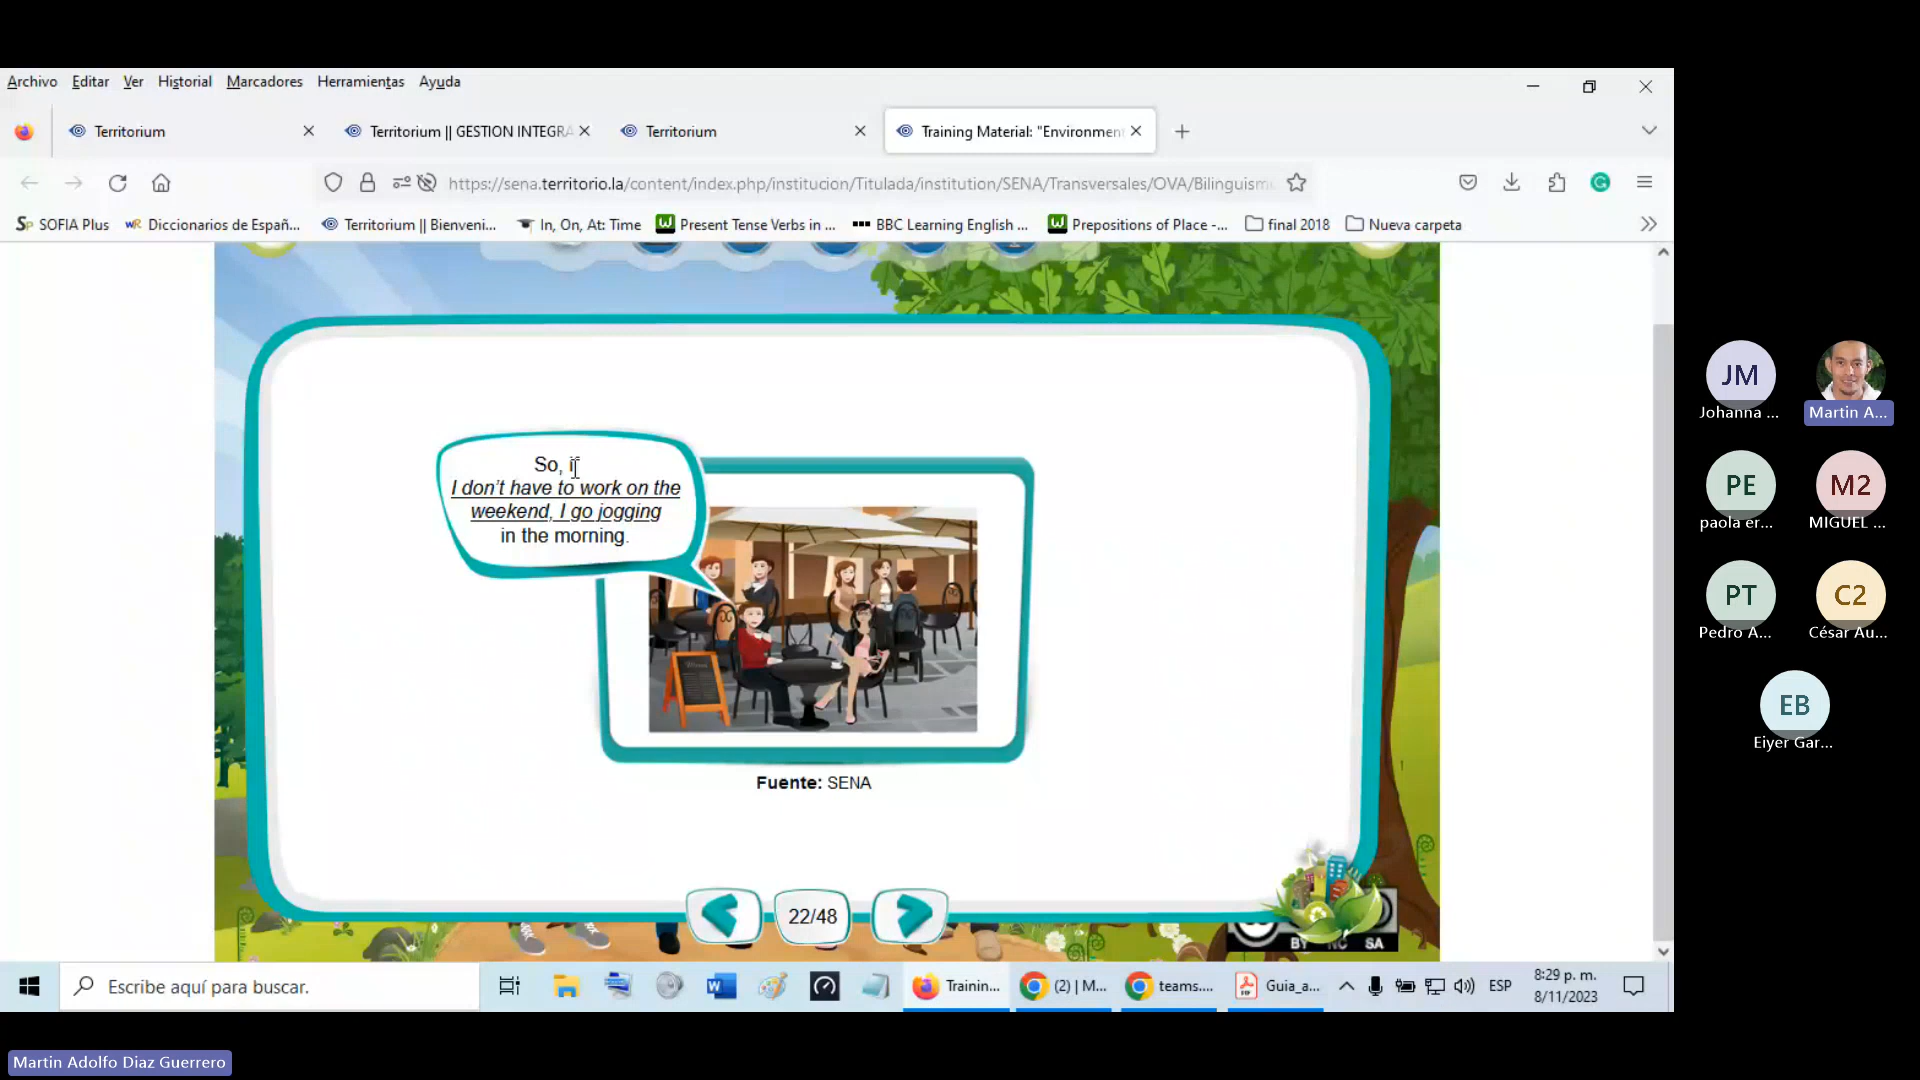 Archivo Editar Ver Historial Marcadores Herramientas Ayuda
Territorium
Territorium || GESTION INTEGRA
Territorium
Training Material: "Environmen
https://sena.territorio.la/content/index.php/institucion/Titulada/institution/SENA/Transversales/OVA/Bilinguism
SOFIA Plus
Diccionarios de Españ...
Territorium || Bienveni...
In, On, At: Time
Present Tense Verbs in ...
BBC Learning English ...
Prepositions of Place -...
final 2018
Nueva carpeta
So, if
I don't have to work on the
weekend, I go jogging
in the morning.
Fuente: SENA
22/48
BY NC SA
Escribe aquí para buscar.
Trainin...
(2) | M...
teams....
Guia_a...
ESP
8:29 p. m.
8/11/2023
JM
Johanna ...
Martin A...
PE
paola er...
M2
MIGUEL ...
PT
Pedro A...
C2
César Au...
EB
Eiyer Gar...
Martin Adolfo Diaz Guerrero